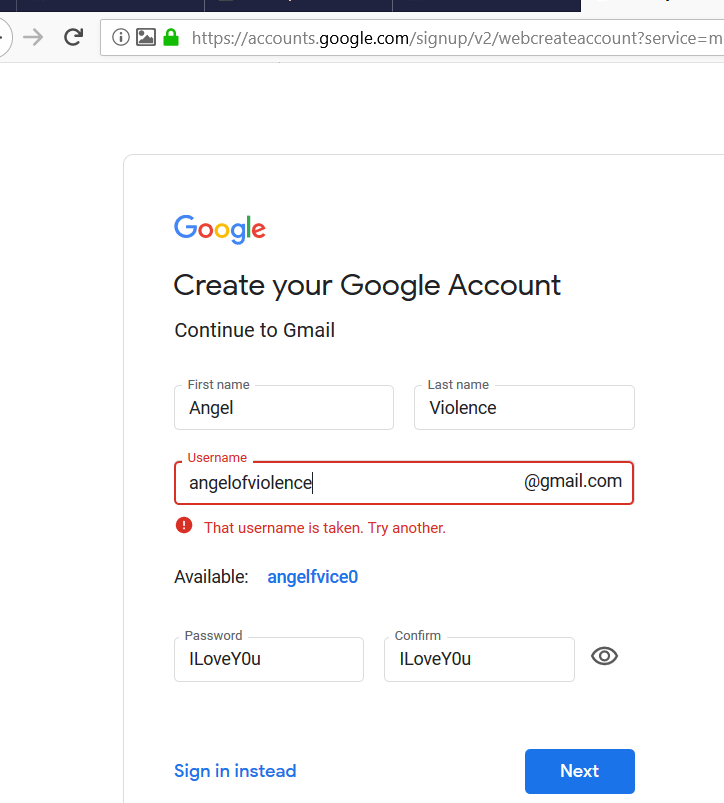 https://accounts.google.com/signup/v2/webcreateaccount?service=m
Google
Create your Google Account
Continue to Gmail
First name Last name
Angel Violence
Username
angelofviolence @gmail.com
That username is taken. Try another.
Available: angelfvice0
Password Confirm
ILoveY0u ILoveY0u
Sign in instead Next